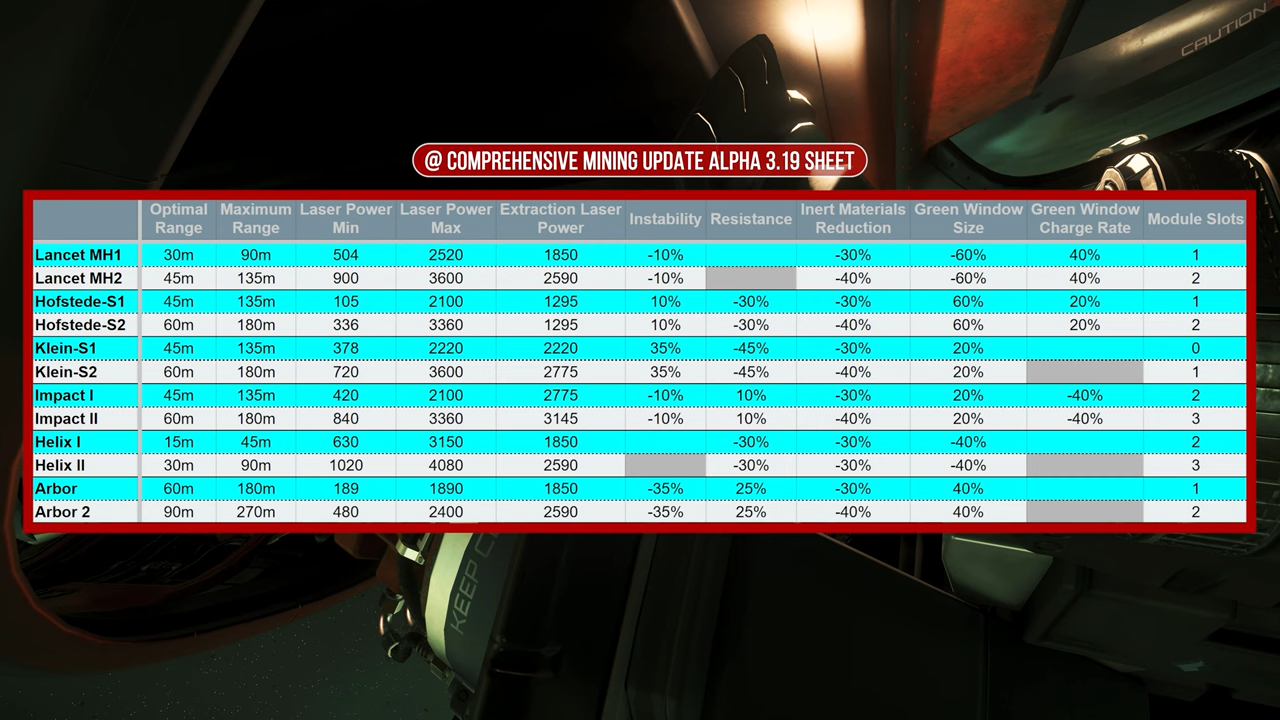 CAUTION
@ COMPREHENSIVE MINING UPDATE ALPHA 3.19 SHEET
Optimal Range Maximum Range Laser Power Min Laser Power Max Extraction Laser Power Instability Resistance Inert Materials Reduction Green Window Size Green Window Charge Rate Module Slots
Lancet MH1 30m 90m 504 2520 1850 -10% -30% -60% 40% 1
Lancet MH2 45m 135m 900 3600 2590 -10% -40% -60% 40% 2
Hofstede-S1 45m 135m 105 2100 1295 10% -30% -30% 60% 20% 1
Hofstede-S2 60m 180m 336 3360 1295 10% -30% -40% 60% 20% 2
Klein-S1 45m 135m 378 2220 2220 35% -45% -30% 20% 0
Klein-S2 60m 180m 720 3600 2775 35% -45% -40% 20% 1
Impact I 45m 135m 420 2100 2775 -10% 10% -30% 20% -40% 2
Impact II 60m 180m 840 3360 3145 -10% 10% -40% 20% -40% 3
Helix I 15m 45m 630 3150 1850 -30% -30% -40% 2
Helix II 30m 90m 1020 4080 2590 -30% -40% -40% 3
Arbor 60m 180m 189 1890 1850 -35% 25% -30% 40% 1
Arbor 2 90m 270m 480 2400 2590 -35% 25% -40% 40% 2
KEEP